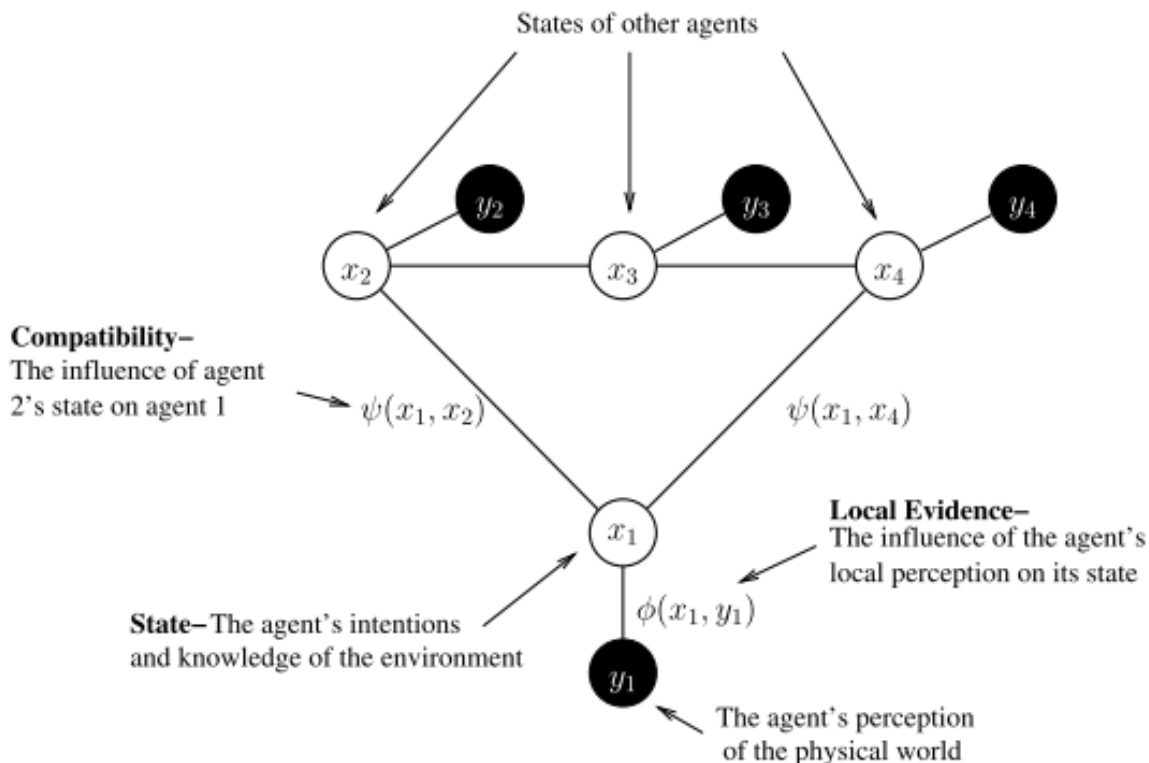 States of other agents
y₂
y₃
y₄
x₂
x₃
x₄
Compatibility–
The influence of agent
2's state on agent 1
ψ(x₁, x₂)
ψ(x₁, x₄)
x₁
Local Evidence–
The influence of the agent's
local perception on its state
ϕ(x₁, y₁)
State–The agent's intentions
and knowledge of the environment
y₁
The agent's perception
of the physical world